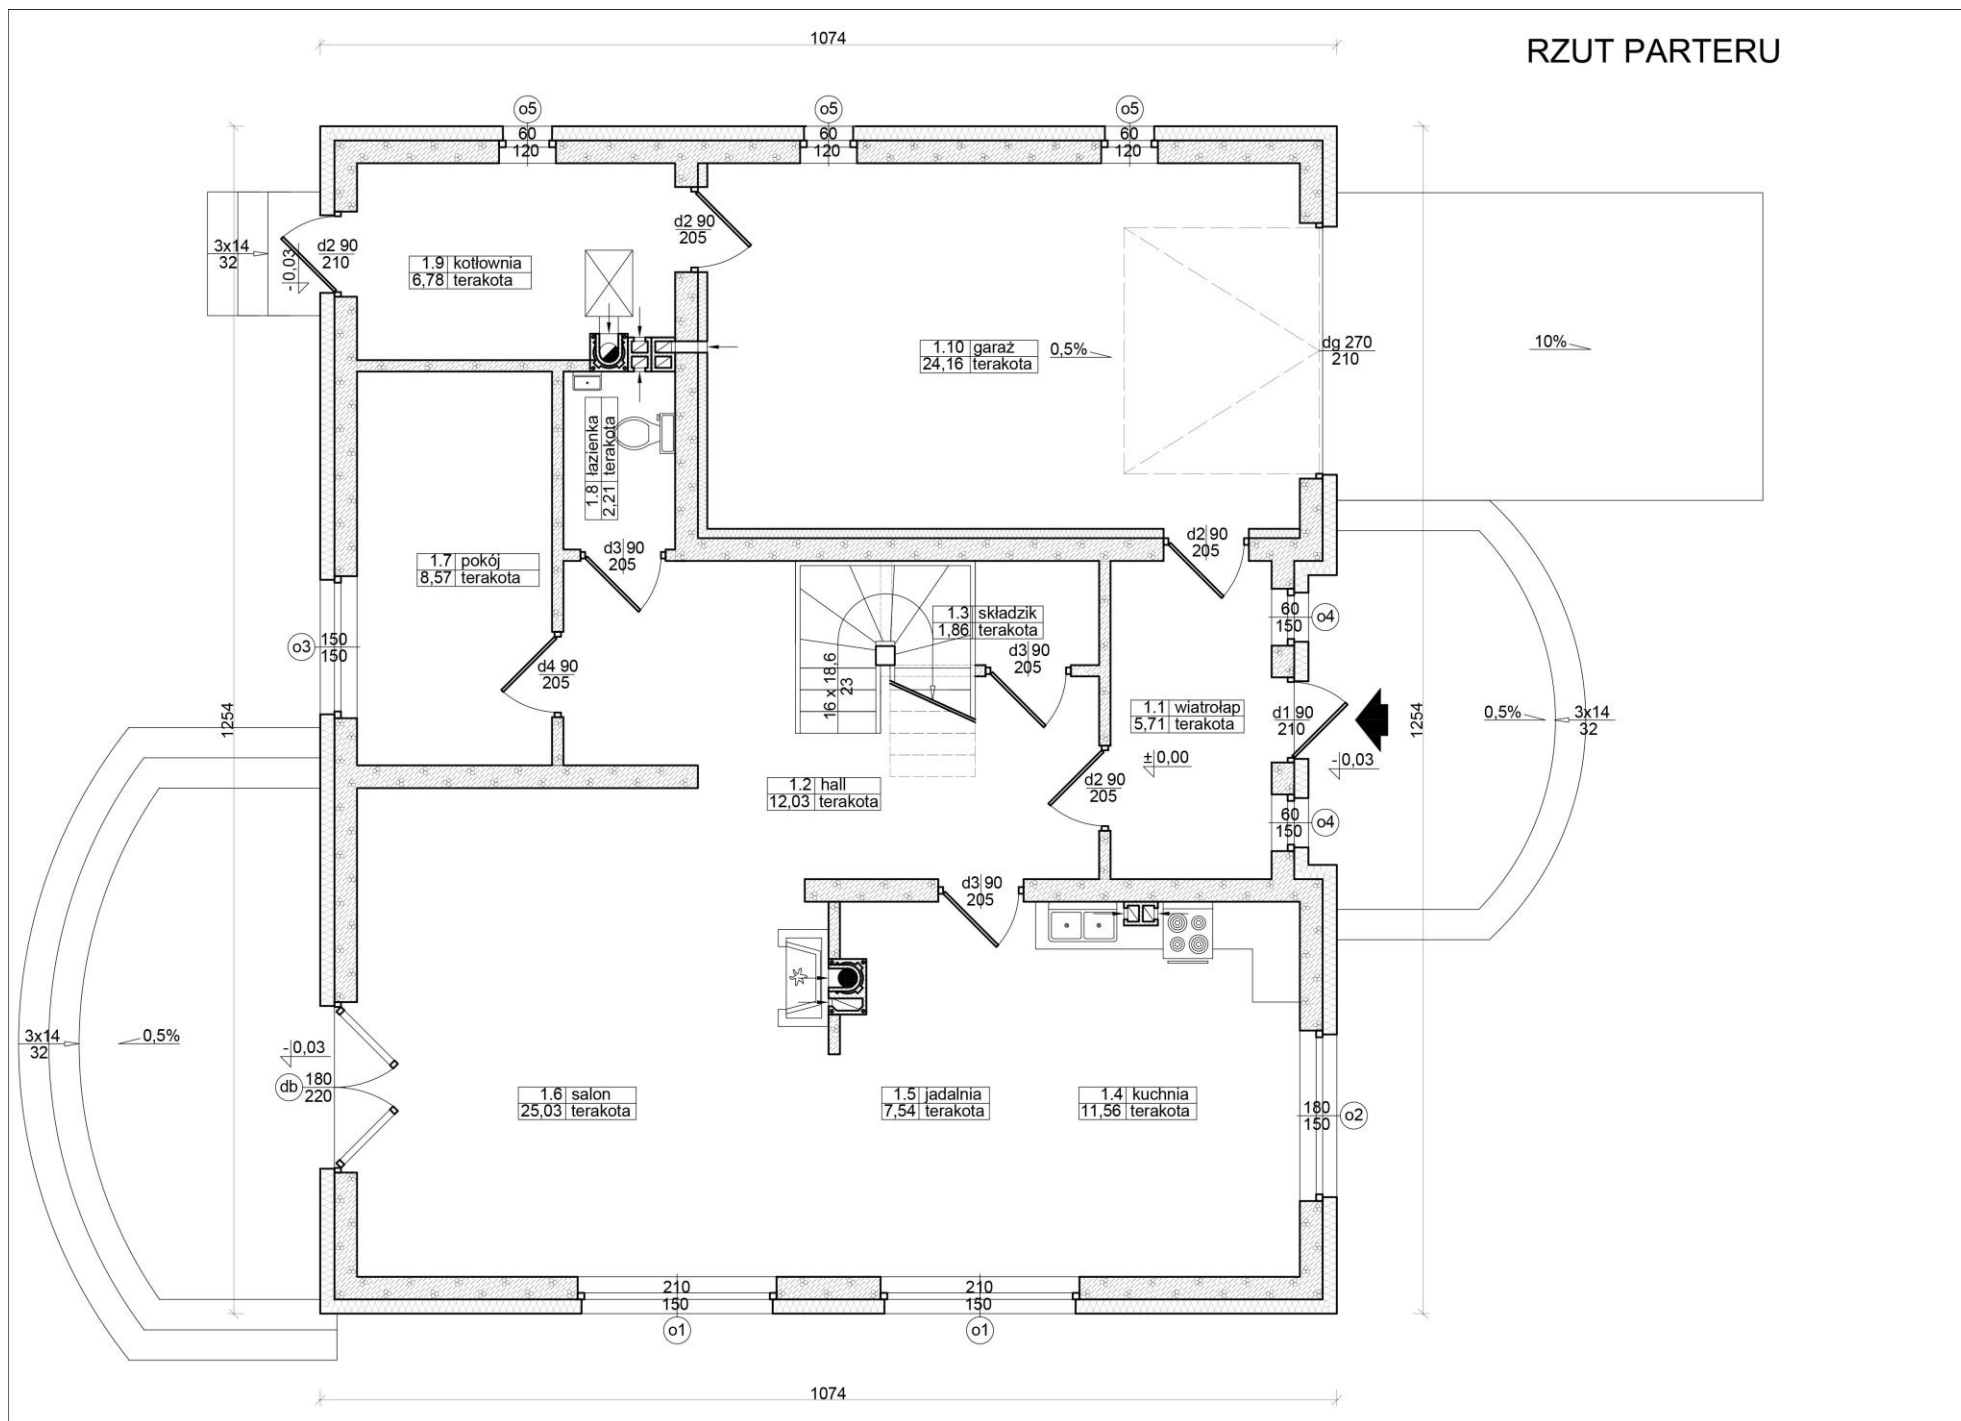 1074
RZUT PARTERU
o5
o5
o5
60
120
60
120
60
120
d2 90
205
3x14
32
d2 90
210
-0,03
1.9 kotłownia
6,78 terakota
1.10 garaż
24,16 terakota
0,5%
dg 270
210
10%
1.8 łazienka
2,21 terakota
d3 90
205
d2 90
205
1.7 pokój
8,57 terakota
1.3 składzik
1,86 terakota
60
150
o4
o3
150
150
d4 90
205
16 x 18,6
23
d3 90
205
1.1 wiatrołap
5,71 terakota
d1 90
210
0,5%
3x14
32
1254
1254
±0,00
-0,03
1.2 hall
12,03 terakota
d2 90
205
60
150
o4
d3 90
205
3x14
32
0,5%
-0,03
db
180
220
1.6 salon
25,03 terakota
1.5 jadalnia
7,54 terakota
1.4 kuchnia
11,56 terakota
180
150
o2
210
150
210
150
o1
o1
1074